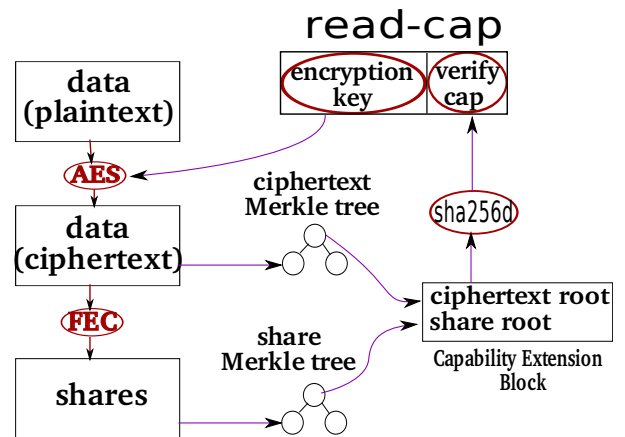 read-cap
encryption
key
verify
cap
data
(plaintext)
AES
ciphertext
Merkle tree
sha256d
data
(ciphertext)
ciphertext root
share root
FEC
share
Merkle tree
Capability Extension
Block
shares